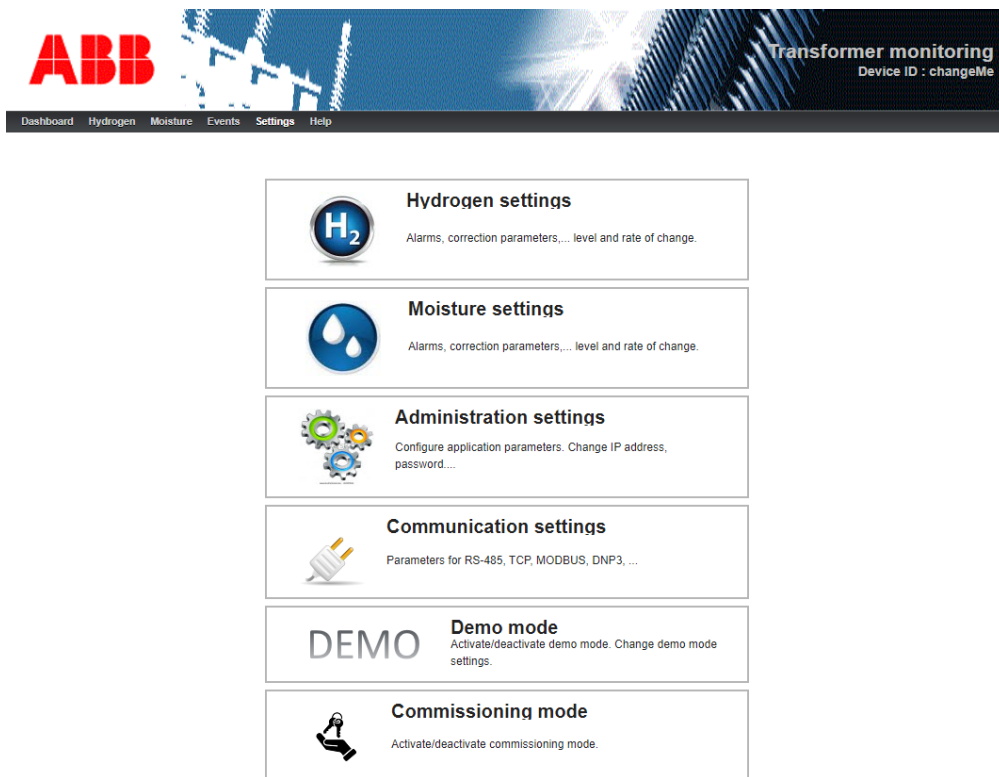 ABB
Transformer monitoring
Device ID : changeMe
Dashboard Hydrogen Moisture Events Settings Help
H2
Hydrogen settings
Alarms, correction parameters,... level and rate of change.
Moisture settings
Alarms, correction parameters,... level and rate of change.
Administration settings
Configure application parameters. Change IP address,
password....
Communication settings
Parameters for RS-485, TCP, MODBUS, DNP3, ...
DEMO
Demo mode
Activate/deactivate demo mode. Change demo mode
settings.
Commissioning mode
Activate/deactivate commissioning mode.